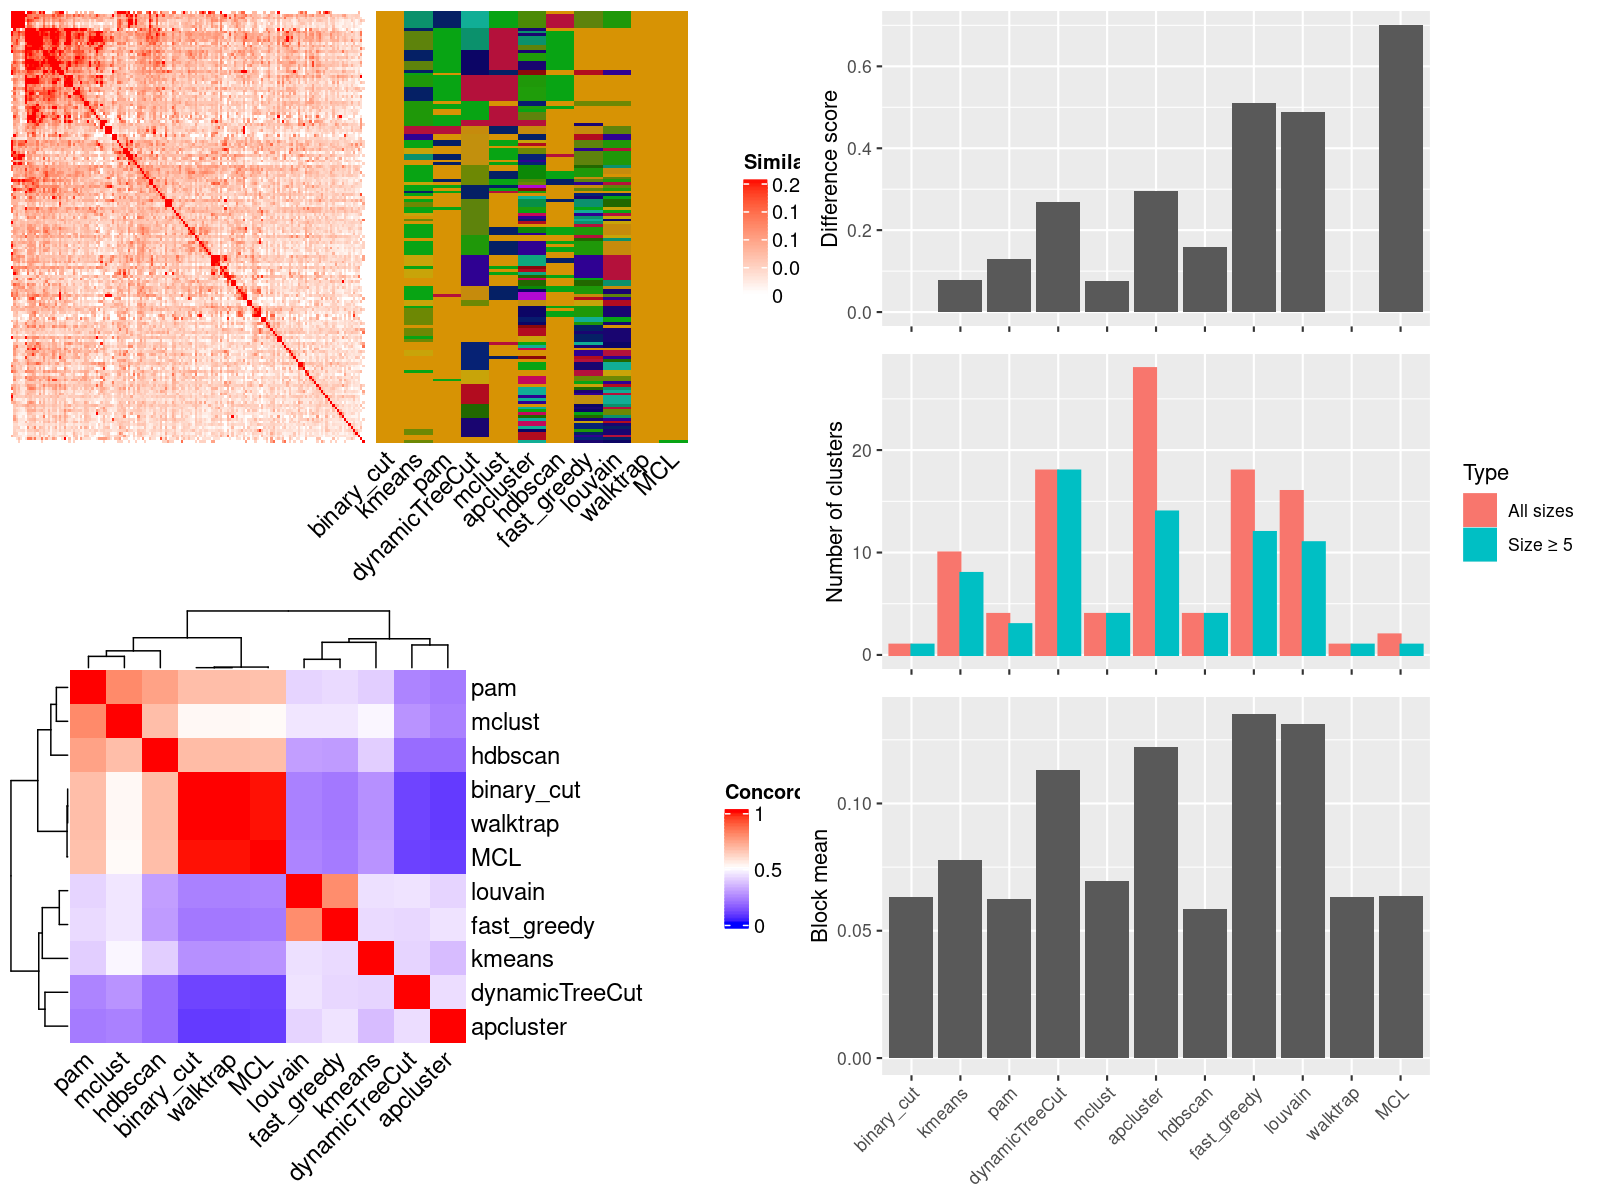 Simila
0.2
0.1
0.1
0.0
0
binary_cut
kmeans
pam
dynamicTreeCut
mclust
apcluster
hdbscan
fast_greedy
louvain
walktrap
MCL
pam
mclust
hdbscan
binary_cut
walktrap
MCL
louvain
fast_greedy
kmeans
dynamicTreeCut
apcluster
pam
mclust
hdbscan
binary_cut
walktrap
MCL
louvain
fast_greedy
kmeans
dynamicTreeCut
apcluster
Concord
1
0.5
0
Difference score
0.6
0.4
0.2
0.0
Number of clusters
20
10
0
Type
All sizes
Size ≥ 5
Block mean
0.10
0.05
0.00
binary_cut
kmeans
pam
dynamicTreeCut
mclust
apcluster
hdbscan
fast_greedy
louvain
walktrap
MCL